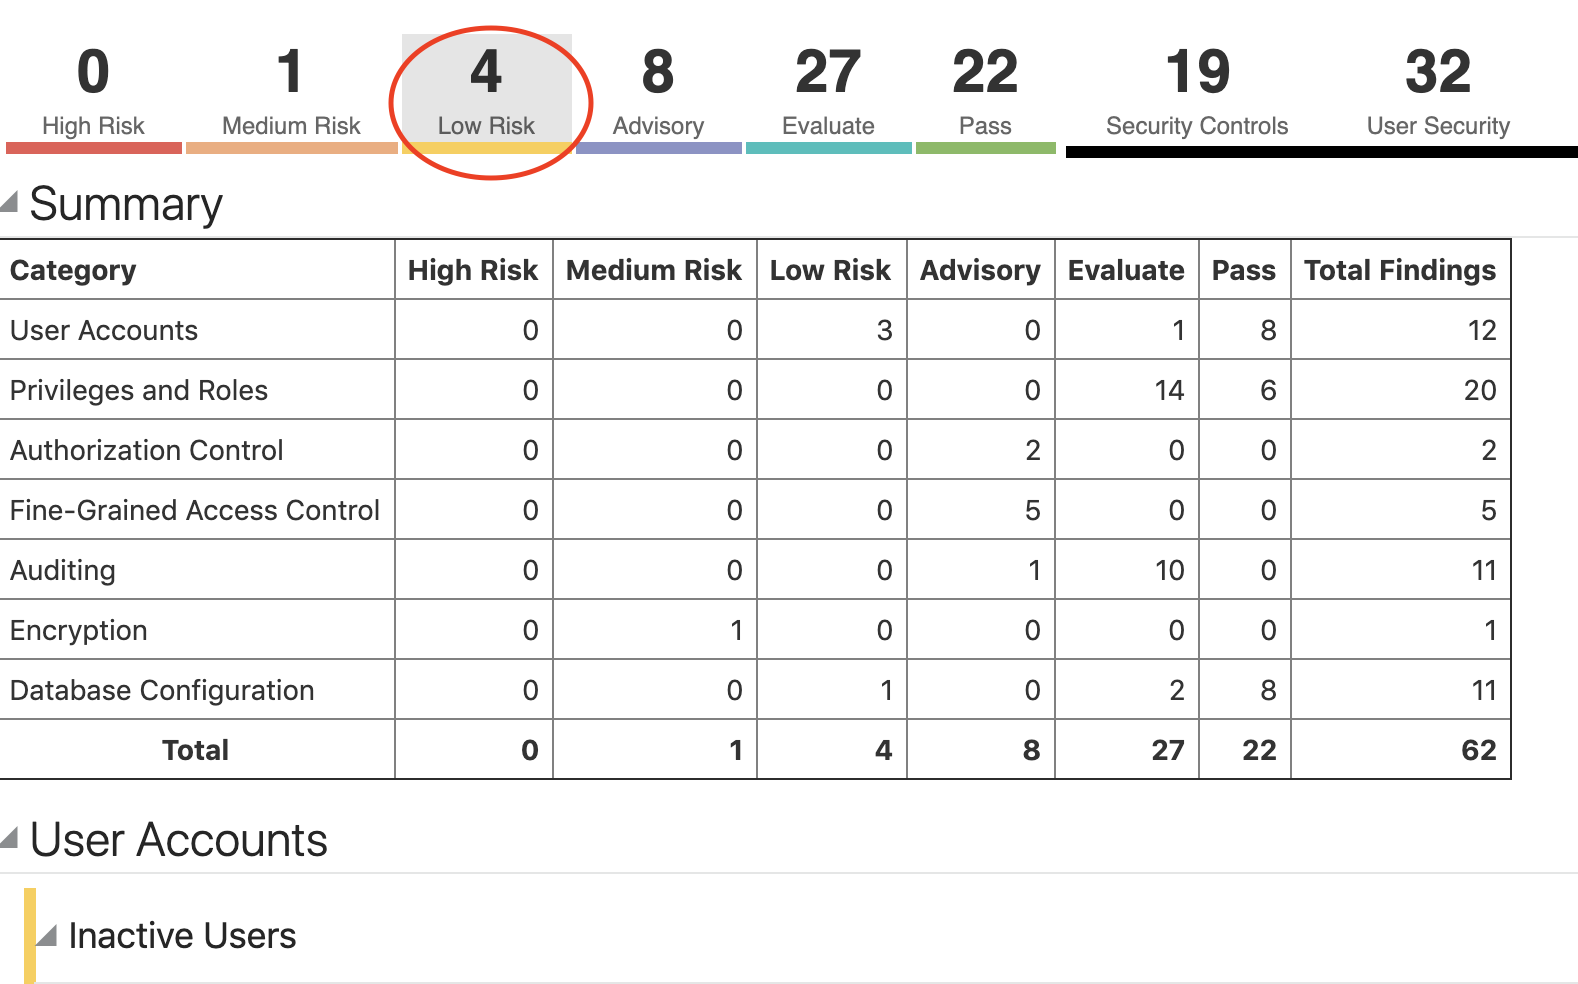 0 1 4 8 27 22 19 32
High Risk Medium Risk Low Risk Advisory Evaluate Pass Security Controls User Security
Summary
Category High Risk Medium Risk Low Risk Advisory Evaluate Pass Total Findings
User Accounts 0 0 3 0 1 8 12
Privileges and Roles 0 0 0 0 14 6 20
Authorization Control 0 0 0 2 0 0 2
Fine-Grained Access Control 0 0 0 5 0 0 5
Auditing 0 0 0 1 10 0 11
Encryption 0 1 0 0 0 0 1
Database Configuration 0 0 1 0 2 8 11
Total 0 1 4 8 27 22 62
User Accounts
Inactive Users